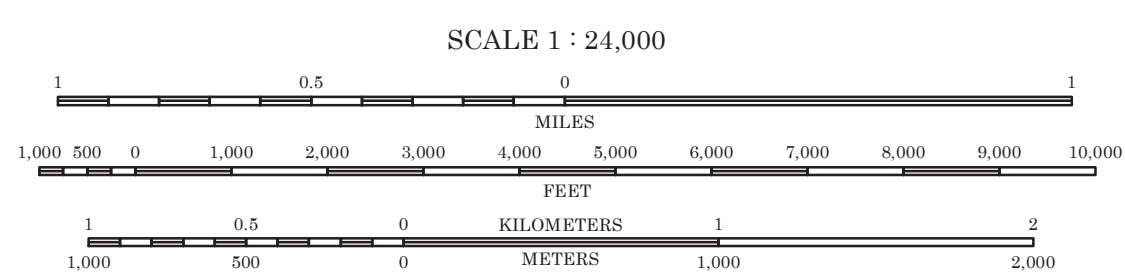 SCALE 1 : 24,000
1 0.5 0 1
MILES
1,000 500 0 1,000 2,000 3,000 4,000 5,000 6,000 7,000 8,000 9,000 10,000
FEET
1 0.5 0 KILOMETERS 1 2
1,000 500 0 METERS 1,000 2,000